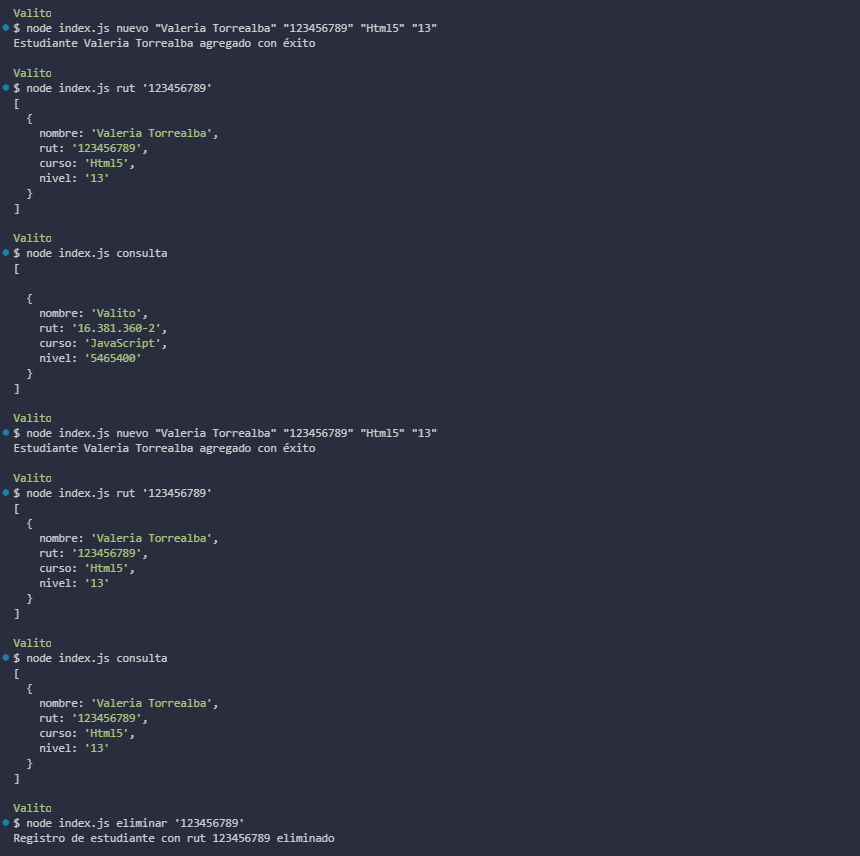 Valito
$ node index.js nuevo "Valeria Torrealba" "123456789" "Html5" "13"
Estudiante Valeria Torrealba agregado con éxito
Valito
$ node index.js rut '123456789'
[
{
nombre: 'Valeria Torrealba',
rut: '123456789',
curso: 'Html5',
nivel: '13'
}
]
Valito
$ node index.js consulta
[
{
nombre: 'Valito',
rut: '16.381.360-2',
curso: 'JavaScript',
nivel: '5465400'
}
]
Valito
$ node index.js nuevo "Valeria Torrealba" "123456789" "Html5" "13"
Estudiante Valeria Torrealba agregado con éxito
Valito
$ node index.js rut '123456789'
[
{
nombre: 'Valeria Torrealba',
rut: '123456789',
curso: 'Html5',
nivel: '13'
}
]
Valito
$ node index.js consulta
[
{
nombre: 'Valeria Torrealba',
rut: '123456789',
curso: 'Html5',
nivel: '13'
}
]
Valito
$ node index.js eliminar '123456789'
Registro de estudiante con rut 123456789 eliminado